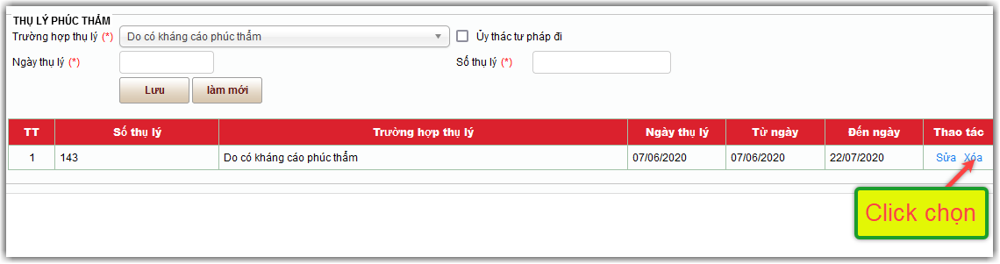 THỤ LÝ PHÚC THẨM
Trường hợp thụ lý (*) Do có kháng cáo phúc thẩm Ủy thác tư pháp đi
Ngày thụ lý (*) Số thụ lý (*)
Lưu làm mới
TT Số thụ lý Trường hợp thụ lý Ngày thụ lý Từ ngày Đến ngày Thao tác
1 143 Do có kháng cáo phúc thẩm 07/06/2020 07/06/2020 22/07/2020 Sửa Xóa
Click chọn